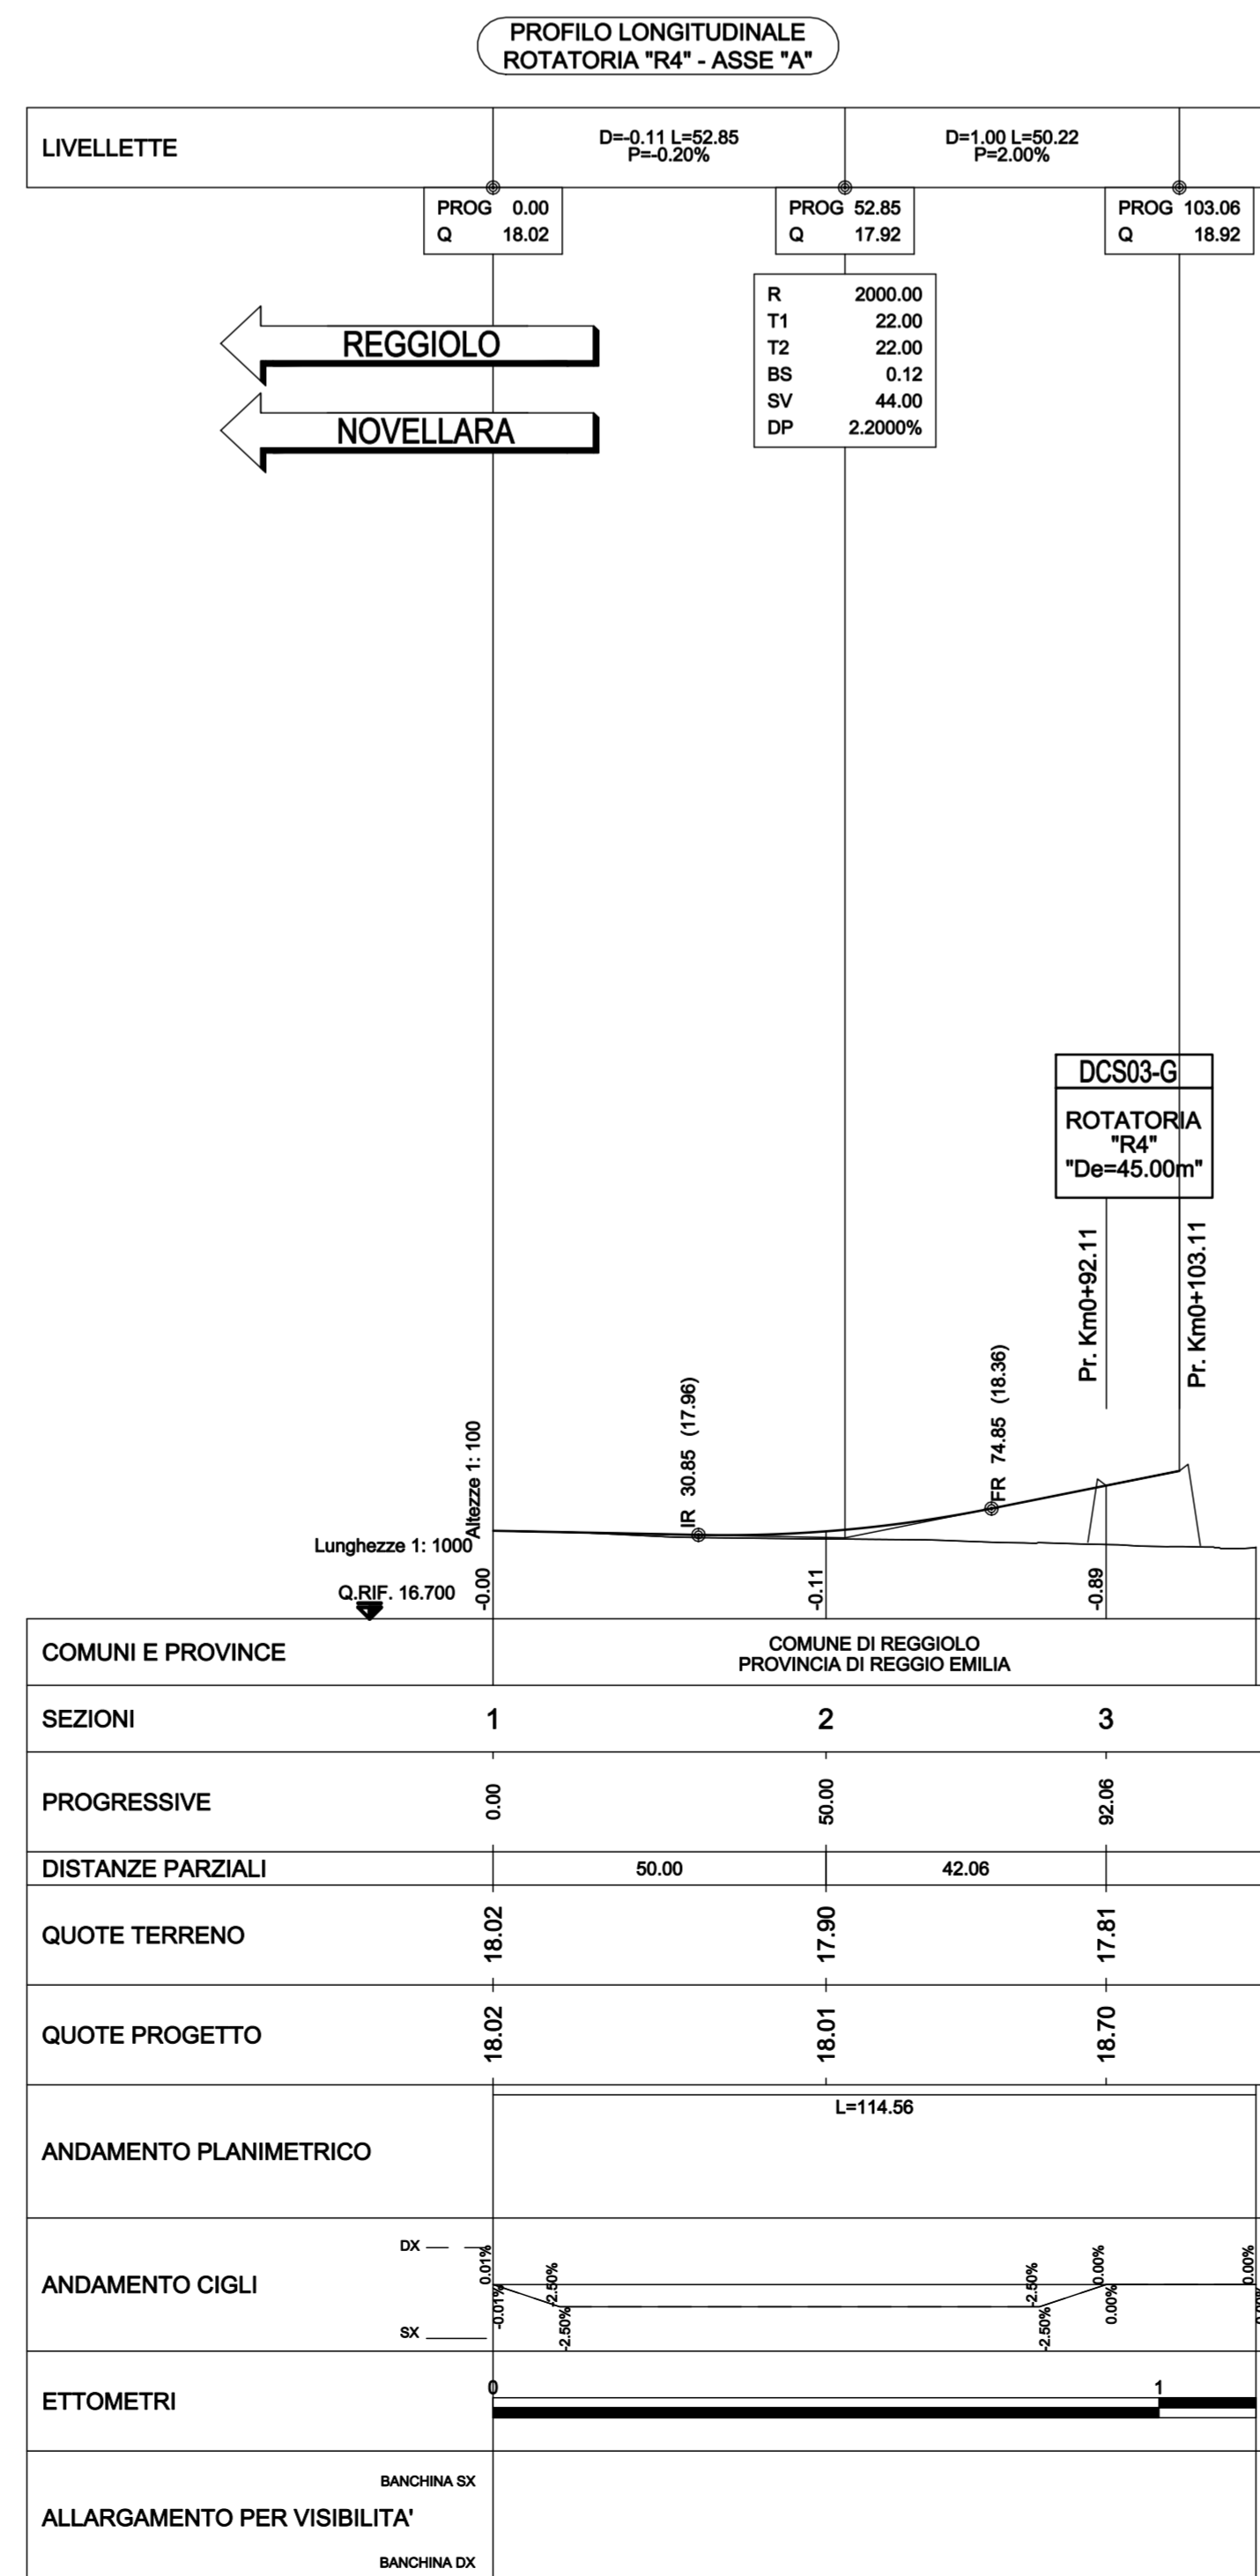 PROFILO LONGITUDINALE
ROTATORIA "R4" - ASSE "A"
LIVELLETTE
D=-0.11 L=52.85
P=-0.20%
D=1.00 L=50.22
P=2.00%
PROG 0.00
Q 18.02
PROG 52.85
Q 17.92
PROG 103.06
Q 18.92
R 2000.00
T1 22.00
T2 22.00
BS 0.12
SV 44.00
DP 2.2000%
REGGIOLO
NOVELLARA
DCS03-G
ROTATORIA
"R4"
"De=45.00m"
Pr. Km0+92.11
Pr. Km0+103.11
IR 30.85 (17.96)
FR 74.85 (18.36)
Altezze 1: 100
Lunghezze 1: 1000
Q.RIF. 16.700
-0.00
-0.11
-0.89
COMUNI E PROVINCE
COMUNE DI REGGIOLO
PROVINCIA DI REGGIO EMILIA
SEZIONI 1 2 3
PROGRESSIVE 0.00 50.00 92.06
DISTANZE PARZIALI 50.00 42.06
QUOTE TERRENO 18.02 17.90 17.81
QUOTE PROGETTO 18.02 18.01 18.70
L=114.56
ANDAMENTO PLANIMETRICO
ANDAMENTO CIGLI
DX
0.01% -2.50% -2.50% 0.00% 0.00%
-0.01% -2.50% -2.50% 0.00%
SX
ETTOMETRI
0 1
BANCHINA SX
ALLARGAMENTO PER VISIBILITA'
BANCHINA DX